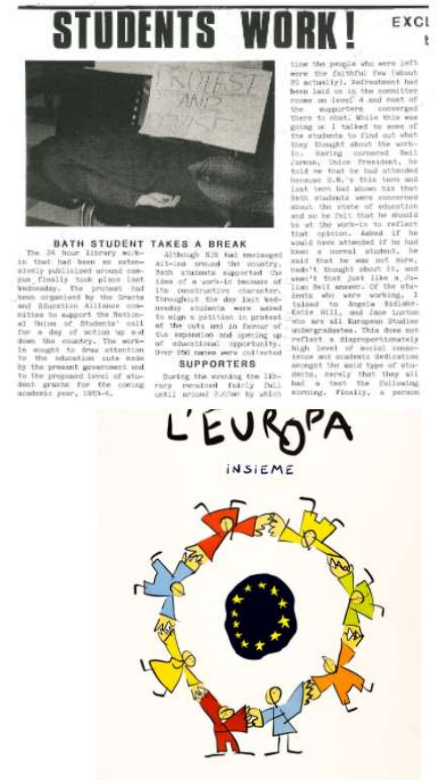 STUDENTS WORK!
EXCL
PROTEST
AND
BATH STUDENT TAKES A BREAK
The 24 hour library work-
in that had been so exten-
sively publicised around cam-
pus, finally took place last
Wednesday. The protest had
been organised by the Grants
and Education Alliance com-
mittee to support the Nation-
al Union of Students' call
for a day of action up and
down the country. The work-
in sought to draw attention
to the education cuts made
by the present government and
to the proposed level of stu-
dent grants for the coming
academic year, 1983-4.
Although NUS had envisaged
sit-ins around the country,
Bath students supported the
idea of a work-in because of
its constructive character.
Throughout the day last Wed-
nesday students were asked
to sign a petition in protest
at the cuts and in favour of
the expansion and opening up
of educational opportunity.
Over 950 names were collected
SUPPORTERS
During the evening the lib-
rary remained fairly full
until around by which
time the people who were left
were the faithful few (about
actually). Refreshment had
been laid on in the committee
rooms on level 4 and most of
the supporters converged
there to chat. While this was
going on I talked to some of
the students to find out what
they thought about the work-
in. Having cornered Neil
Union President, he
told me that he had attended
because U.G.M.'s this term and
last term had shown him that
Bath students were concerned
about the state of education
and so he felt that he should
be at the work-in to reflect
that opinion. Asked if he
would have attended if he had
been a normal student, he
said that he was not sure,
hadn't thought about it, and
wasn't that just like a
answer. Of the stu-
dents who were working, I
talked to Angela
Katie Hill, and Jane
who are all European Studies
undergraduates. This does not
reflect a disproportionately
high level of social consc-
ience and academic dedication
amongst the said type of stu-
dents, merely that they all
had a test the following
morning. Finally, a person
L'EUROPA
INSIEME